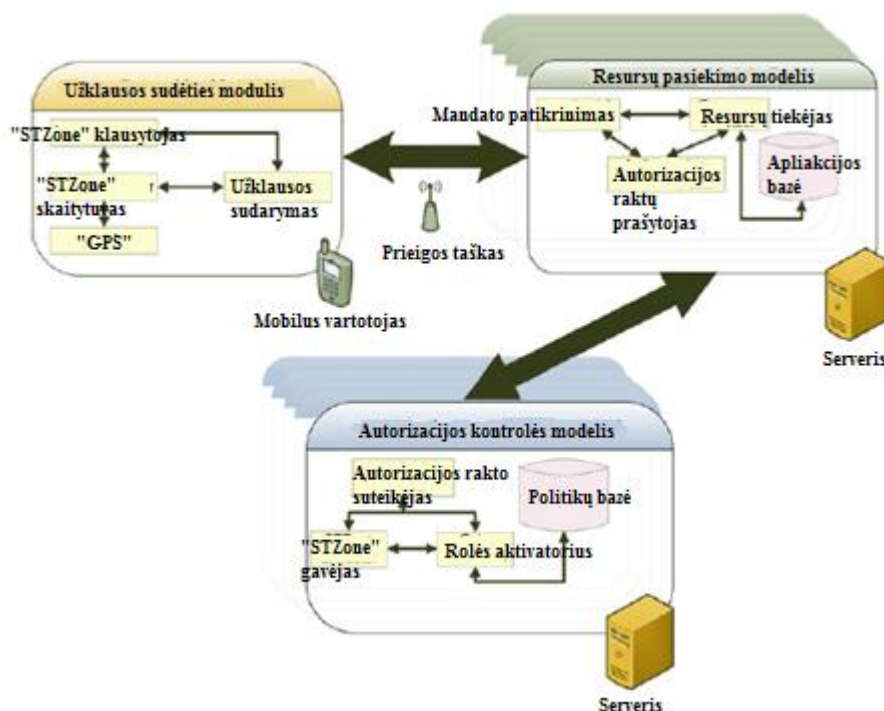 Užklausos sudėties modulis
"STZone" klausytojas
"STZone"
skaitytuvas
"GPS"
Užklausos
sudarymas
Mobilus vartotojas
Prieigos taškas
Resursų pasiekimo modelis
Mandato patikrinimas
Resursų tiekėjas
Autorizacijos
raktų
prašytojas
Apliakcijos
bazė
Serveris
Autorizacijos kontrolės modelis
Autorizacijos rakto
suteikėjas
"STZone"
gavėjas
Rolės aktivatorius
Politikų bazė
Serveris